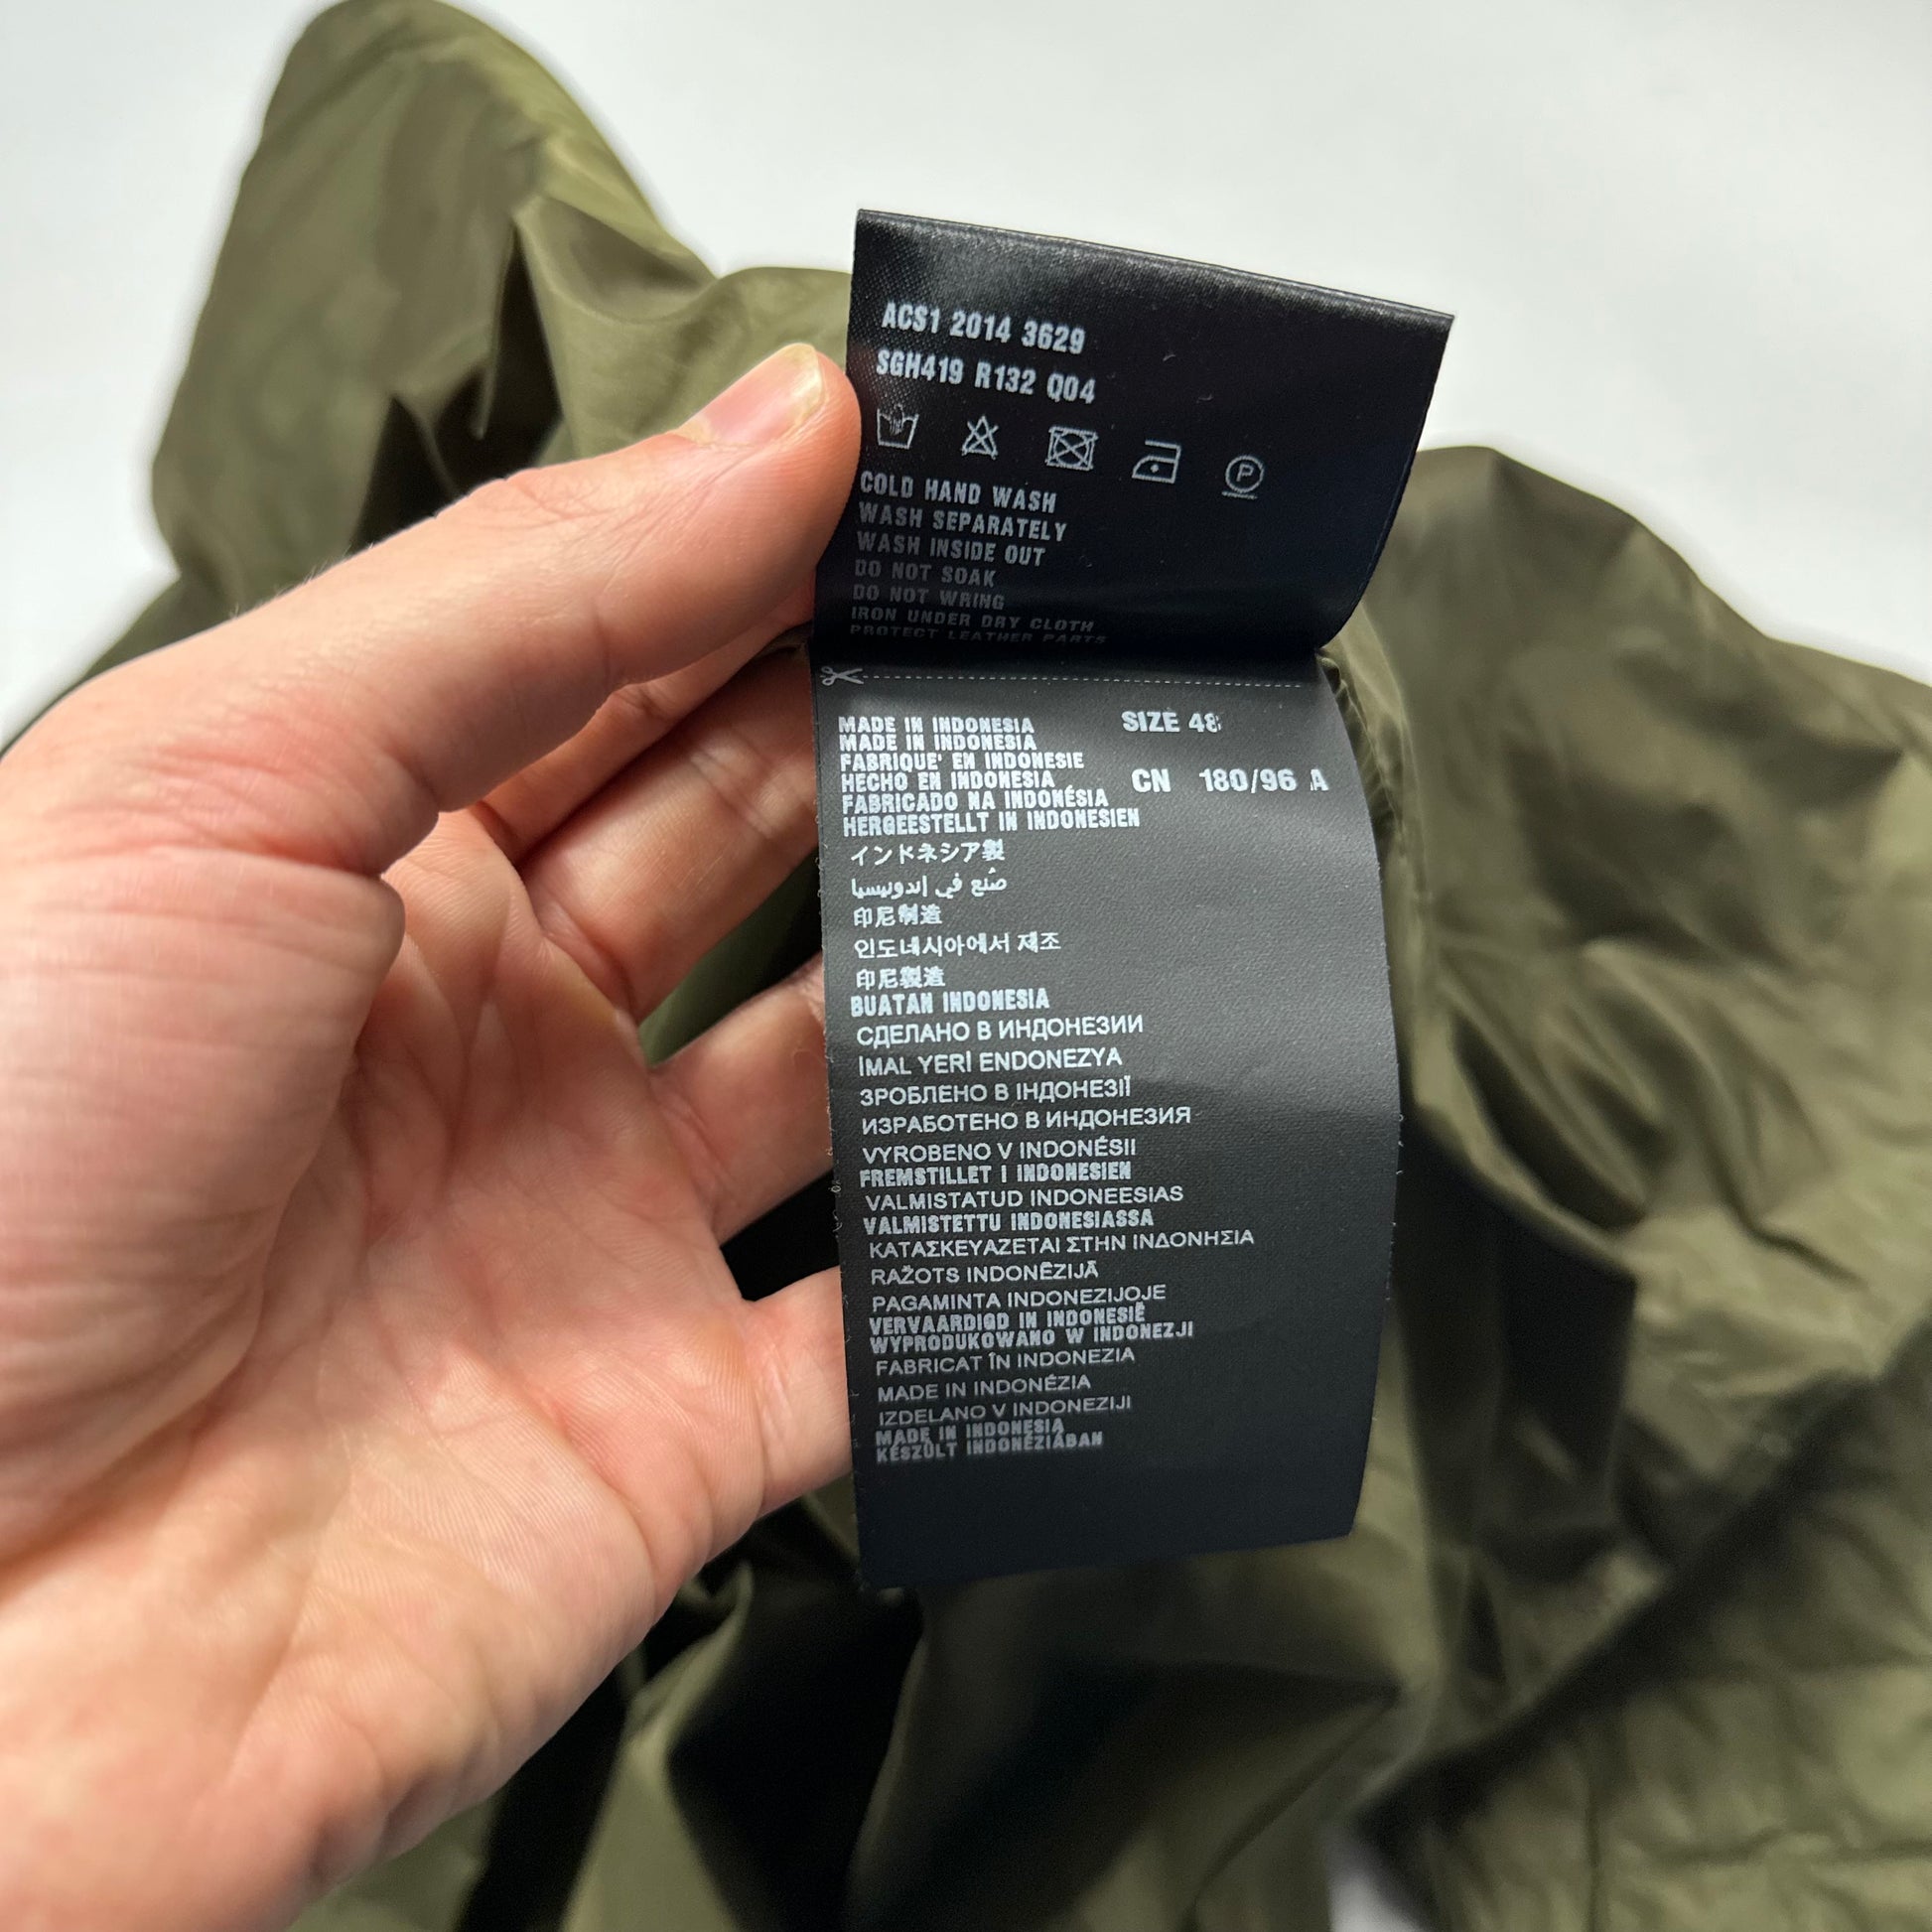 ACS1 2014 3629
SGH419 R132 Q04
P
COLD HAND WASH
WASH SEPARATELY
WASH INSIDE OUT
DO NOT SOAK
DO NOT WRING
IRON UNDER DRY CLOTH
PROTECT LEATHER PARTS
SIZE 48
CN 180/96 A
MADE IN INDONESIA
MADE IN INDONESIA
FABRIQUE' EN INDONESIE
HECHO EN INDONESIA
FABRICADO NA INDONÉSIA
HERGEESTELLT IN INDONESIEN
インドネシア製
صُنع في إندونيسيا
印尼制造
인도네시아에서 제조
印尼製造
BUATAN INDONESIA
СДЕЛАНО В ИНДОНЕЗИИ
İMAL YERİ ENDONEZYA
ЗРОБЛЕНО В ІНДОНЕЗІЇ
ИЗРАБОТЕНО В ИНДОНЕЗИЯ
VYROBENO V INDONÉSII
FREMSTILLET I INDONESIEN
VALMISTATUD INDONEESIAS
VALMISTETTU INDONESIASSA
ΚΑΤΑΣΚΕΥΑΖΕΤΑΙ ΣΤΗΝ ΙΝΔΟΝΗΣΙΑ
RAŽOTS INDONĒZIJĀ
PAGAMINTA INDONEZIJOJE
VERVAARDIGD IN INDONESIË
WYPRODUKOWANO W INDONEZJI
FABRICAT ÎN INDONEZIA
MADE IN INDONÉZIA
IZDELANO V INDONEZIJI
MADE IN INDONESIA
KÉSZÜLT INDONÉZIÁBAN